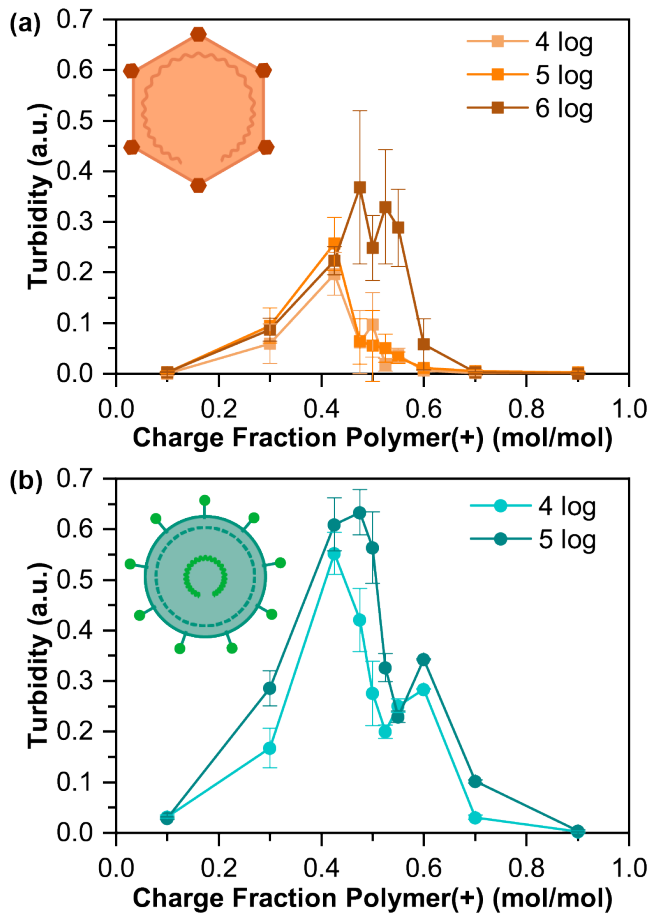 (a)
0.7
0.6
0.5
0.4
0.3
0.2
0.1
0.0
Turbidity (a.u.)
4 log
5 log
6 log
0.0 0.2 0.4 0.6 0.8 1.0
Charge Fraction Polymer(+) (mol/mol)
(b)
0.7
0.6
0.5
0.4
0.3
0.2
0.1
0.0
Turbidity (a.u.)
4 log
5 log
0.0 0.2 0.4 0.6 0.8 1.0
Charge Fraction Polymer(+) (mol/mol)